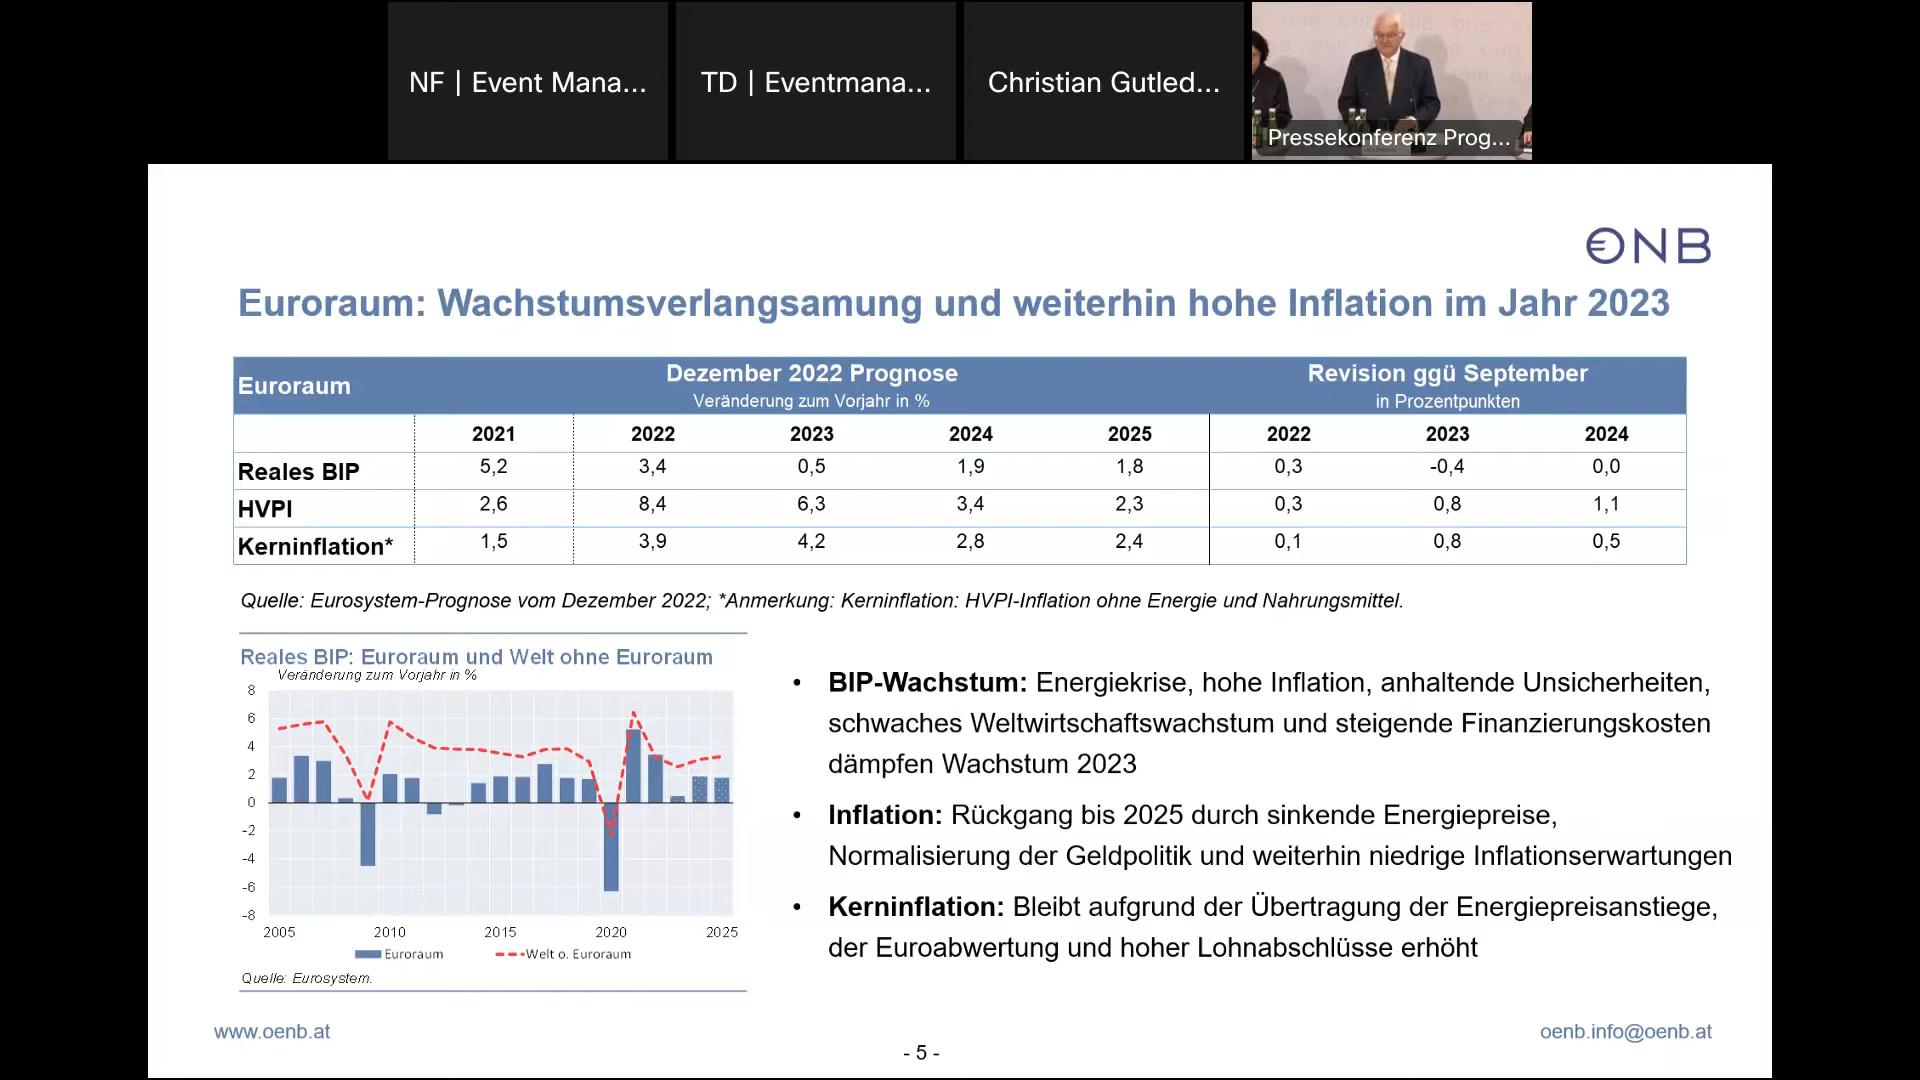 NF | Event Mana...
TD | Eventmana...
Christian Gutled...
Pressekonferenz Prog...
ONB
Euroraum: Wachstumsverlangsamung und weiterhin hohe Inflation im Jahr 2023
Euroraum Dezember 2022 Prognose Revision ggü September
Veränderung zum Vorjahr in % in Prozentpunkten
2021 2022 2023 2024 2025 2022 2023 2024
Reales BIP 5,2 3,4 0,5 1,9 1,8 0,3 -0,4 0,0
HVPI 2,6 8,4 6,3 3,4 2,3 0,3 0,8 1,1
Kerninflation* 1,5 3,9 4,2 2,8 2,4 0,1 0,8 0,5
Quelle: Eurosystem-Prognose vom Dezember 2022; *Anmerkung: Kerninflation: HVPI-Inflation ohne Energie und Nahrungsmittel.
Reales BIP: Euroraum und Welt ohne Euroraum
Veränderung zum Vorjahr in %
8
6
4
2
0
-2
-4
-6
-8
2005 2010 2015 2020 2025
Euroraum Welt o. Euroraum
Quelle: Eurosystem.
• BIP-Wachstum: Energiekrise, hohe Inflation, anhaltende Unsicherheiten,
schwaches Weltwirtschaftswachstum und steigende Finanzierungskosten
dämpfen Wachstum 2023
• Inflation: Rückgang bis 2025 durch sinkende Energiepreise,
Normalisierung der Geldpolitik und weiterhin niedrige Inflationserwartungen
• Kerninflation: Bleibt aufgrund der Übertragung der Energiepreisanstiege,
der Euroabwertung und hoher Lohnabschlüsse erhöht
www.oenb.at
oenb.info@oenb.at
- 5 -